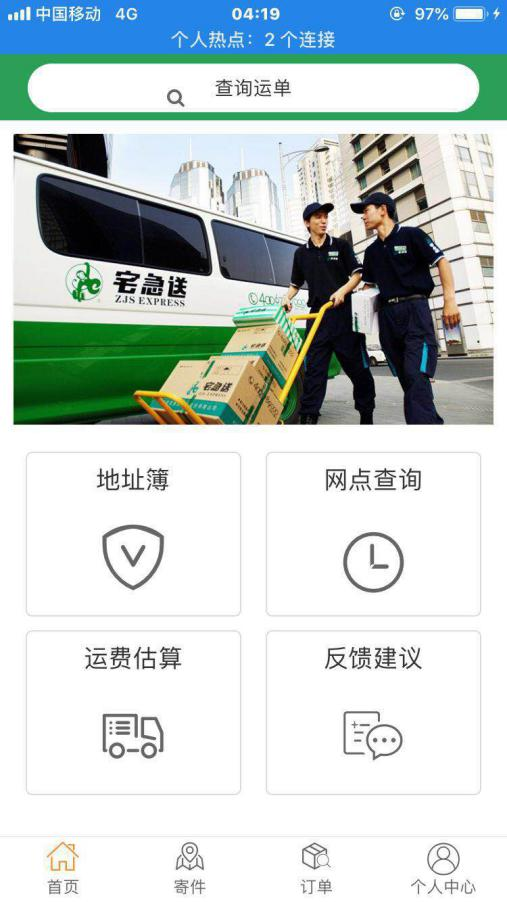 中国移动 4G 04:19 97%
个人热点：2 个连接
查询运单
宅急送
ZJS EXPRESS
宅急送
地址簿
网点查询
运费估算
反馈建议
首页
寄件
订单
个人中心